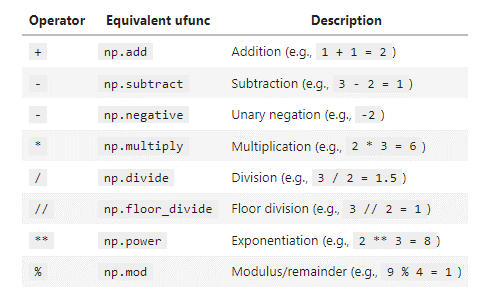 Operator Equivalent ufunc Description
+ np.add Addition (e.g., 1 + 1 = 2 )
- np.subtract Subtraction (e.g., 3 - 2 = 1 )
- np.negative Unary negation (e.g., -2 )
* np.multiply Multiplication (e.g., 2 * 3 = 6 )
/ np.divide Division (e.g., 3 / 2 = 1.5 )
// np.floor_divide Floor division (e.g., 3 // 2 = 1 )
** np.power Exponentiation (e.g., 2 ** 3 = 8 )
% np.mod Modulus/remainder (e.g., 9 % 4 = 1 )